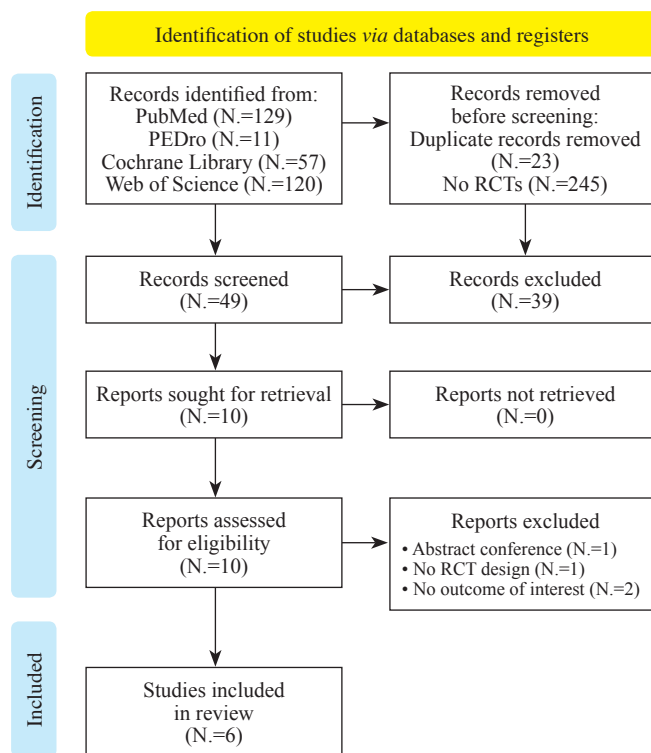 Identification of studies via databases and registers
Identification
Records identified from:
PubMed (N.=129)
PEDro (N.=11)
Cochrane Library (N.=57)
Web of Science (N.=120)
Records removed
before screening:
Duplicate records removed
(N.=23)
No RCTs (N.=245)
Screening
Records screened
(N.=49)
Records excluded
(N.=39)
Reports sought for retrieval
(N.=10)
Reports not retrieved
(N.=0)
Reports assessed
for eligibility
(N.=10)
Reports excluded
• Abstract conference (N.=1)
• No RCT design (N.=1)
• No outcome of interest (N.=2)
Included
Studies included
in review
(N.=6)